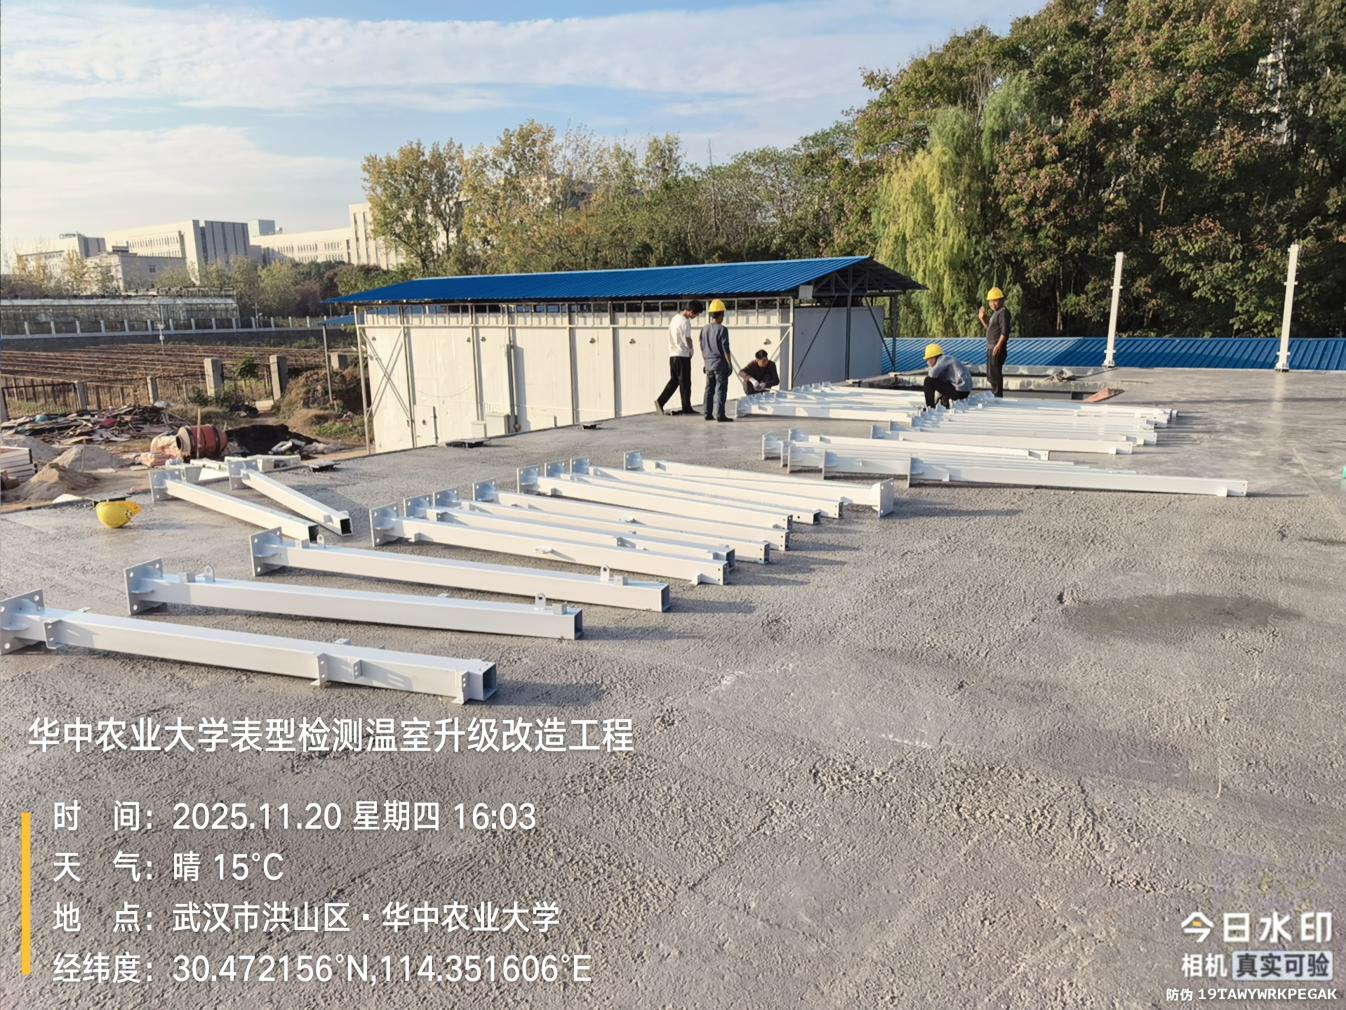 华中农业大学表型检测温室升级改造工程
时 间：2025.11.20 星期四 16:03
天 气：晴 15°C
地 点：武汉市洪山区·华中农业大学
经纬度：30.472156°N,114.351606°E
今日水印
相机 真实可验
防伪 19TAWYWRKPEGAK